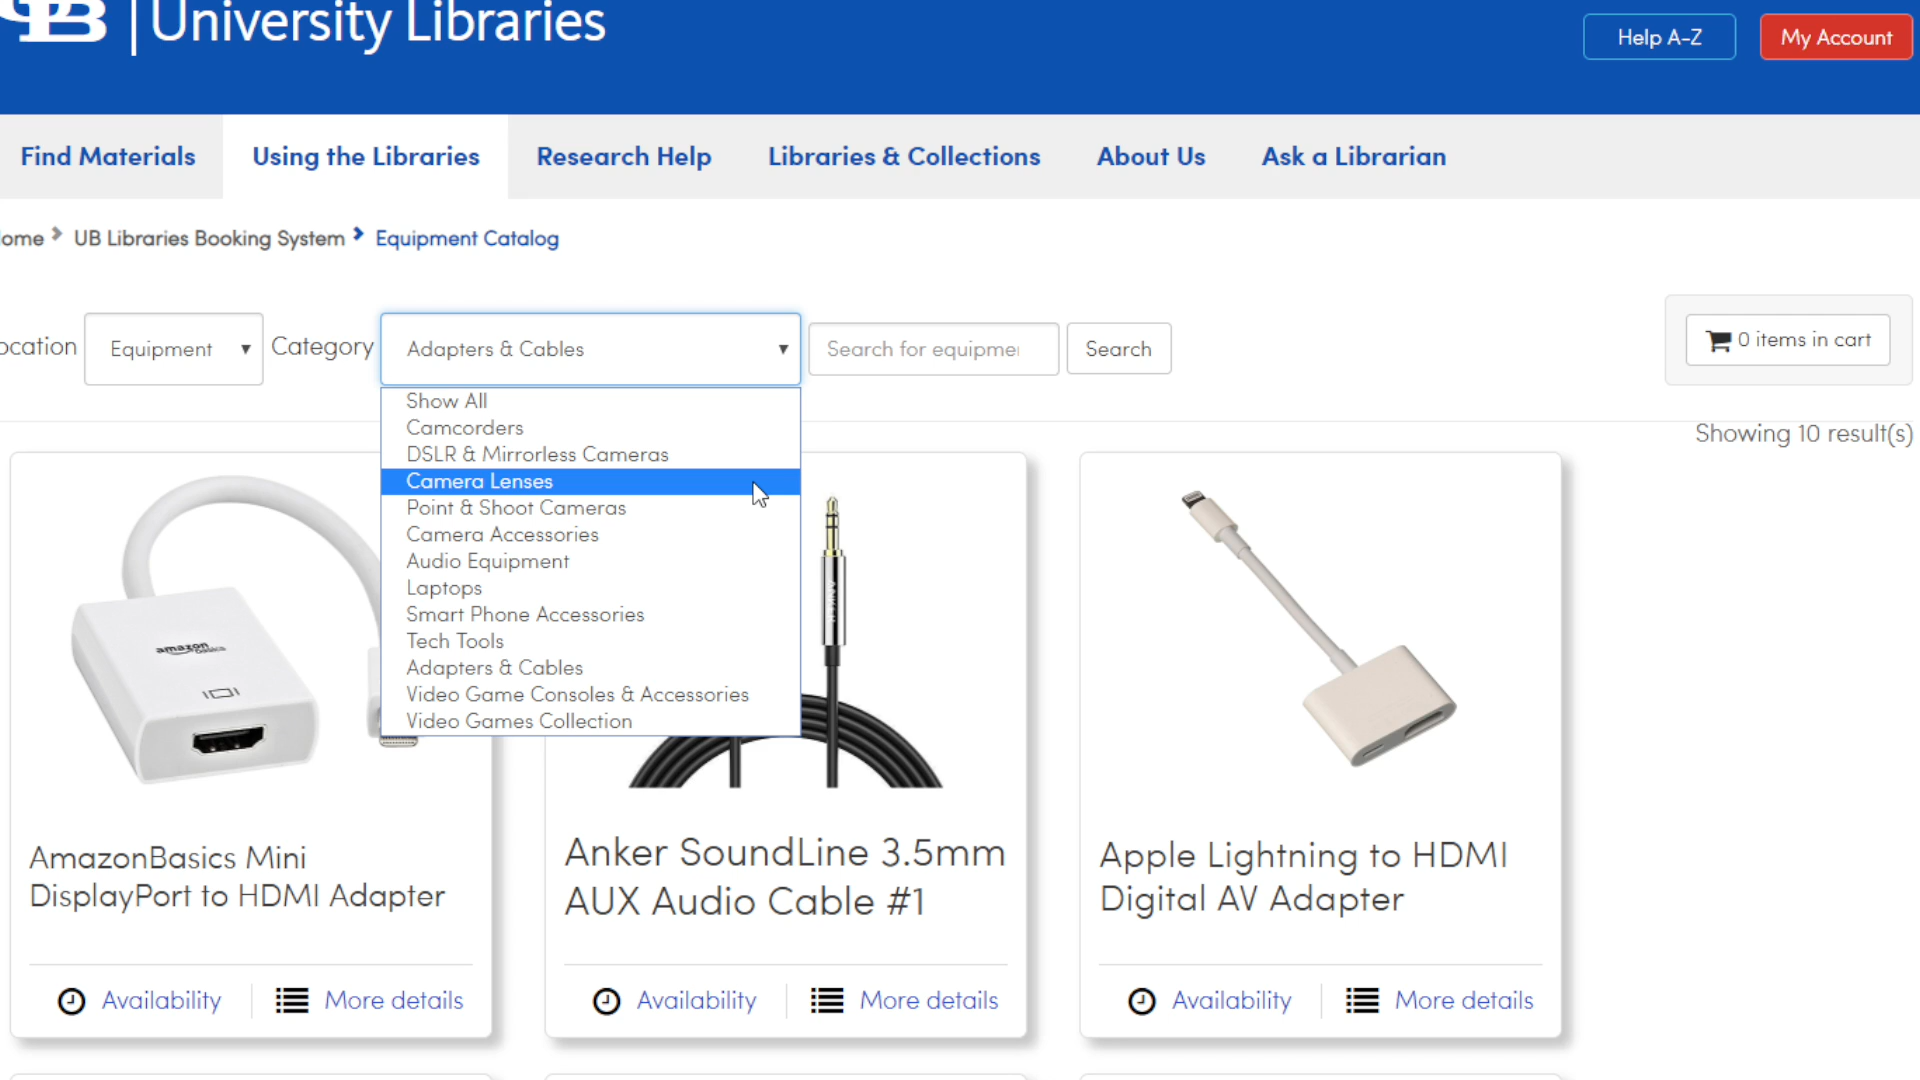 UB University Libraries
Help A-Z
My Account
Find Materials
Using the Libraries
Research Help
Libraries & Collections
About Us
Ask a Librarian
ome > UB Libraries Booking System > Equipment Catalog
ocation
Equipment
Category
Adapters & Cables
Search for equipme
Search
0 items in cart
Show All
Camcorders
DSLR & Mirrorless Cameras
Camera Lenses
Point & Shoot Cameras
Camera Accessories
Audio Equipment
Laptops
Smart Phone Accessories
Tech Tools
Adapters & Cables
Video Game Consoles & Accessories
Video Games Collection
Showing 10 result(s)
amazon
basics
ANKER
AmazonBasics Mini
DisplayPort to HDMI Adapter
Availability
More details
Anker SoundLine 3.5mm
AUX Audio Cable #1
Availability
More details
Apple Lightning to HDMI
Digital AV Adapter
Availability
More details